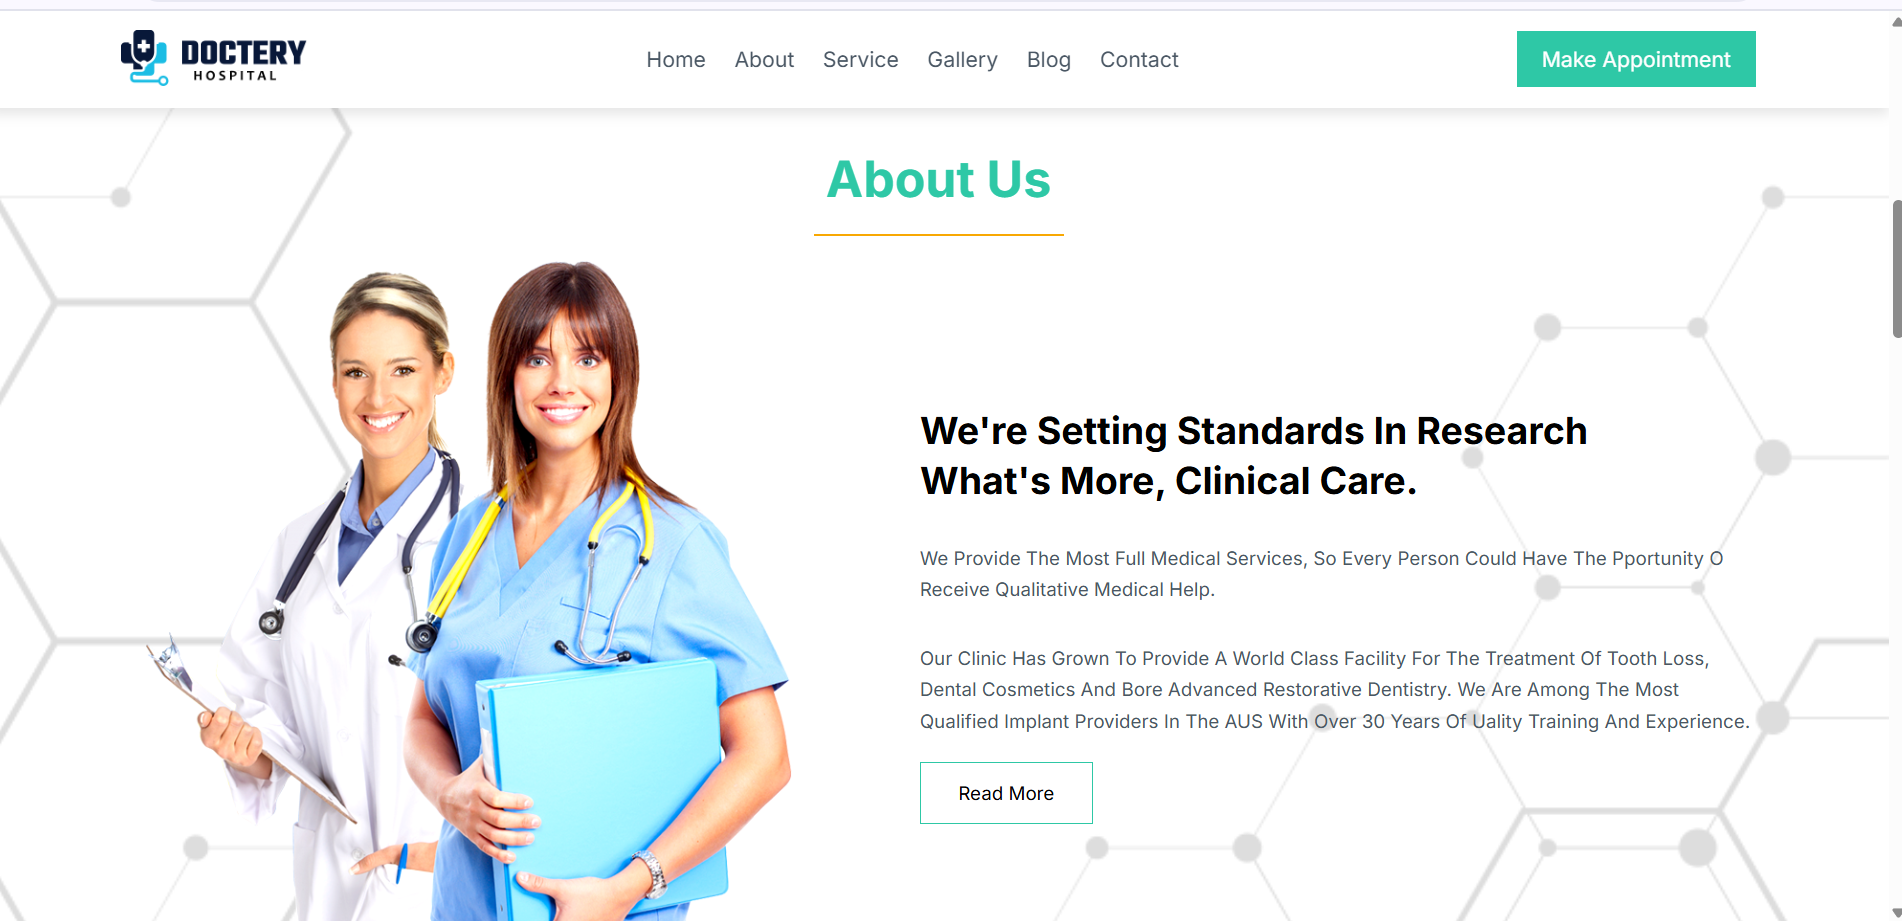 DOCTERY
HOSPITAL
Home About Service Gallery Blog Contact
Make Appointment
About Us
We're Setting Standards In Research
What's More, Clinical Care.
We Provide The Most Full Medical Services, So Every Person Could Have The Pportunity O
Receive Qualitative Medical Help.
Our Clinic Has Grown To Provide A World Class Facility For The Treatment Of Tooth Loss,
Dental Cosmetics And Bore Advanced Restorative Dentistry. We Are Among The Most
Qualified Implant Providers In The AUS With Over 30 Years Of Uality Training And Experience.
Read More